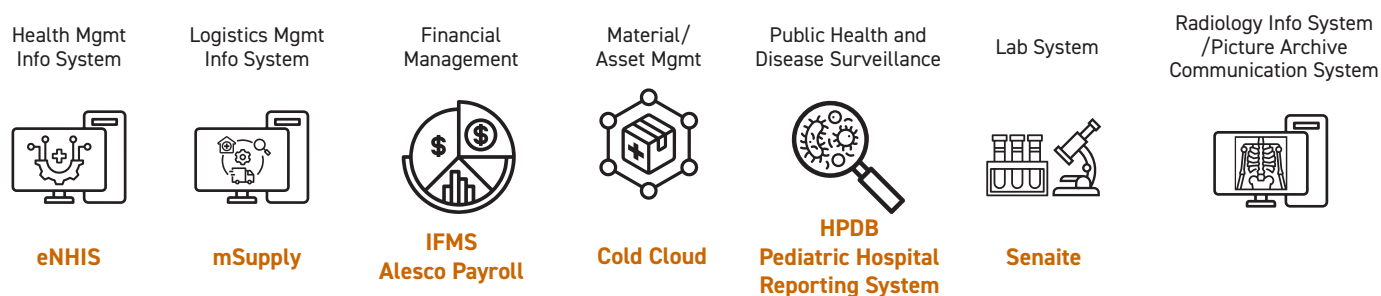 Health Mgmt
Info System
Logistics Mgmt
Info System
Financial
Management
Material/
Asset Mgmt
Public Health and
Disease Surveillance
Lab System
Radiology Info System
/Picture Archive
Communication System
$
$
eNHIS
mSupply
IFMS
Alesco Payroll
Cold Cloud
HPDB
Pediatric Hospital
Reporting System
Senaite